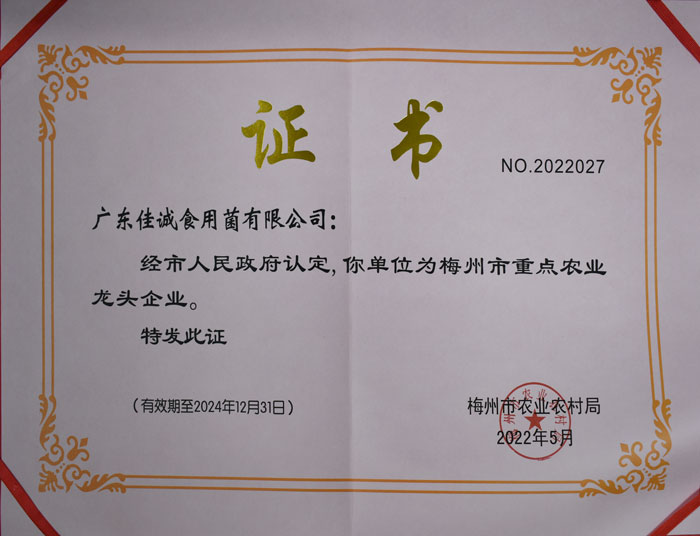 证 书
NO.2022027
广东佳诚食用菌有限公司：
经市人民政府认定,你单位为梅州市重点农业
龙头企业。
特发此证
（有效期至2024年12月31日）
梅州市农业农村局
2022年5月